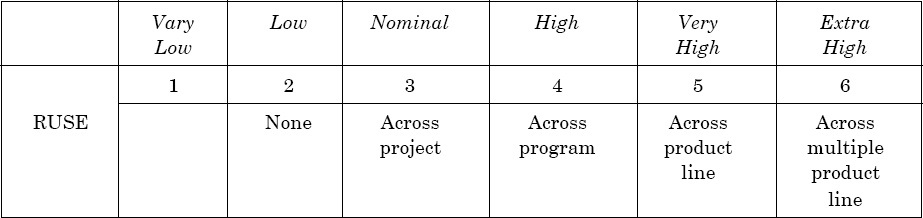 Vary Low Nominal High Very Extra
Low High High
1 2 3 4 5 6
RUSE None Across Across Across Across
project program product multiple
line product
line